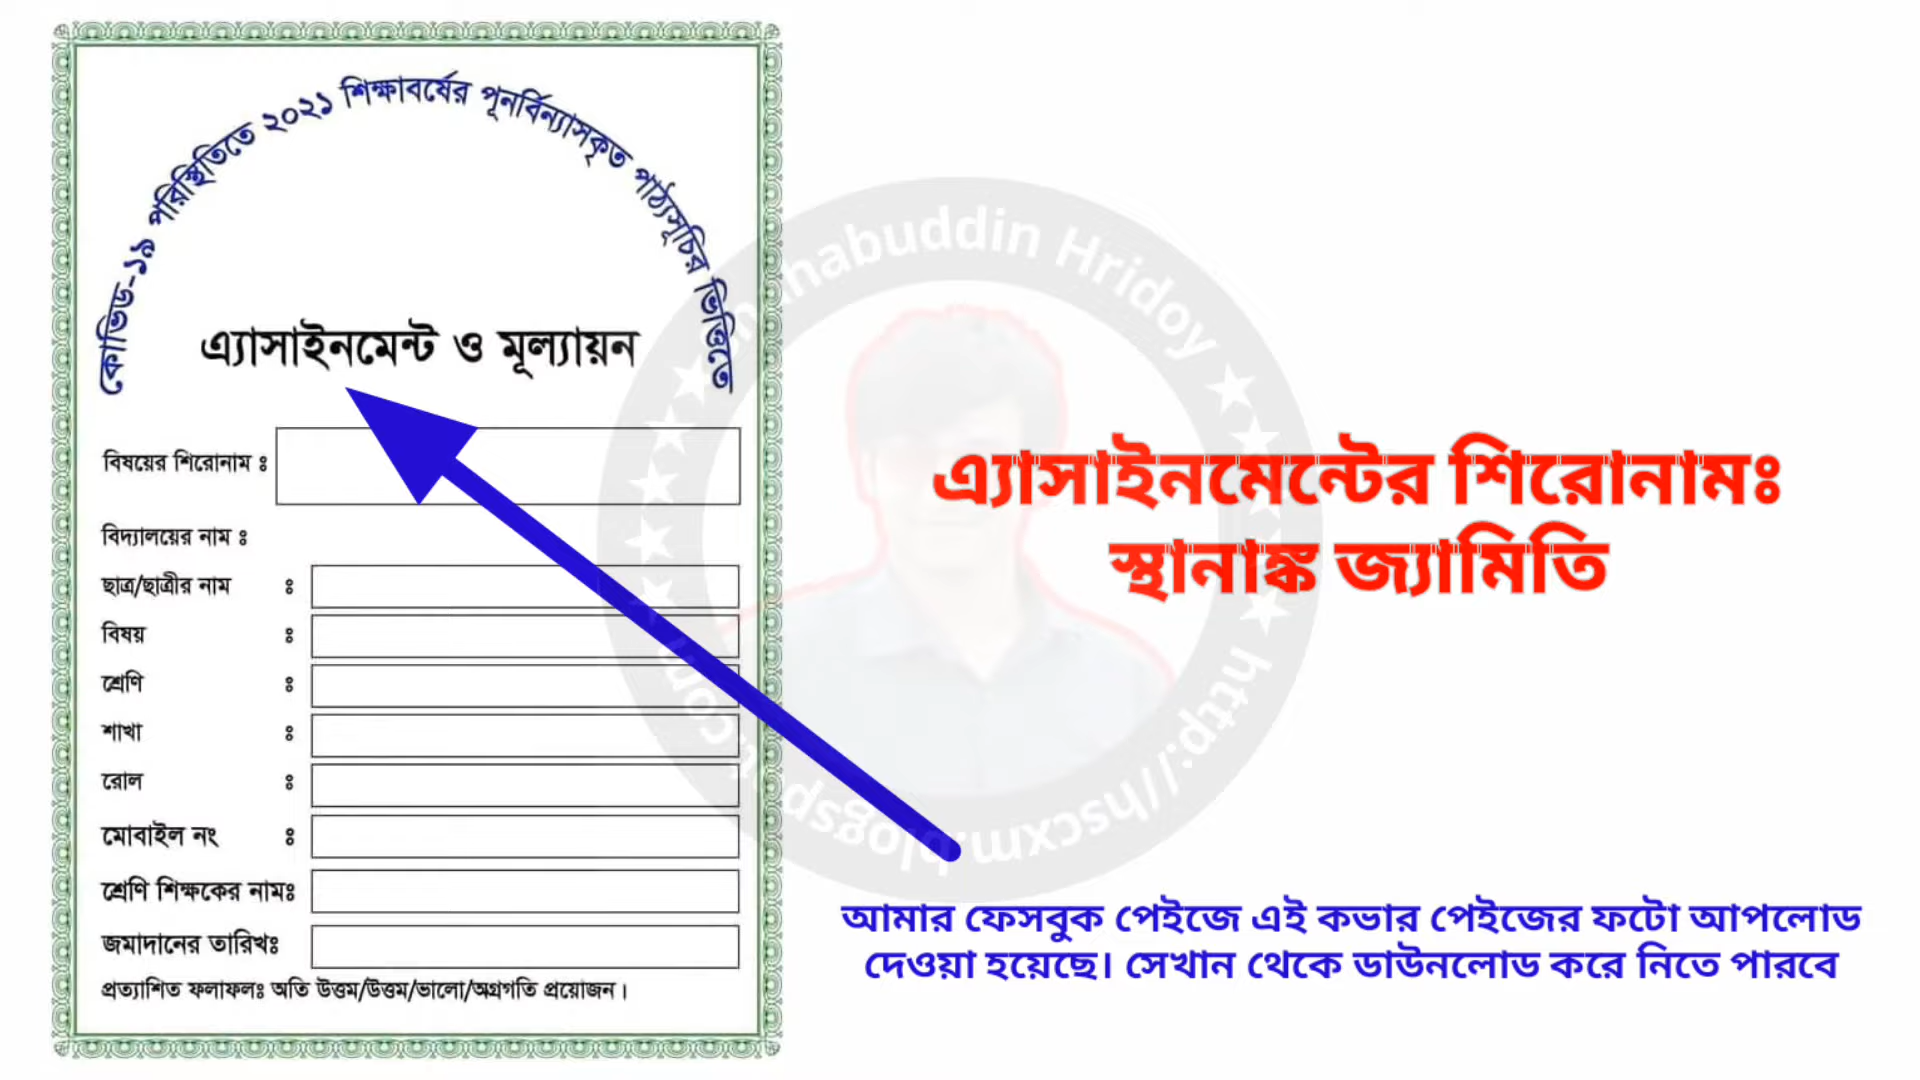 কোভিড-১৯ পরিস্থিতিতে ২০২১ শিক্ষাবর্ষের পূনর্বিন্যাসকৃত পাঠ্যসূচির ভিত্তিতে
এ্যাসাইনমেন্ট ও মূল্যায়ন
বিষয়ের শিরোনাম ঃ
বিদ্যালয়ের নাম ঃ
ছাত্র/ছাত্রীর নাম ঃ
বিষয় ঃ
শ্রেণি ঃ
শাখা ঃ
রোল ঃ
মোবাইল নং ঃ
শ্রেণি শিক্ষকের নামঃ
জমাদানের তারিখঃ
প্রত্যাশিত ফলাফলঃ অতি উত্তম/উত্তম/ভালো/অগ্রগতি প্রয়োজন।
Hridoy
এ্যাসাইনমেন্টের শিরোনামঃ
স্থানাঙ্ক জ্যামিতি
আমার ফেসবুক পেইজে এই কভার পেইজের ফটো আপলোড
দেওয়া হয়েছে। সেখান থেকে ডাউনলোড করে নিতে পারবে